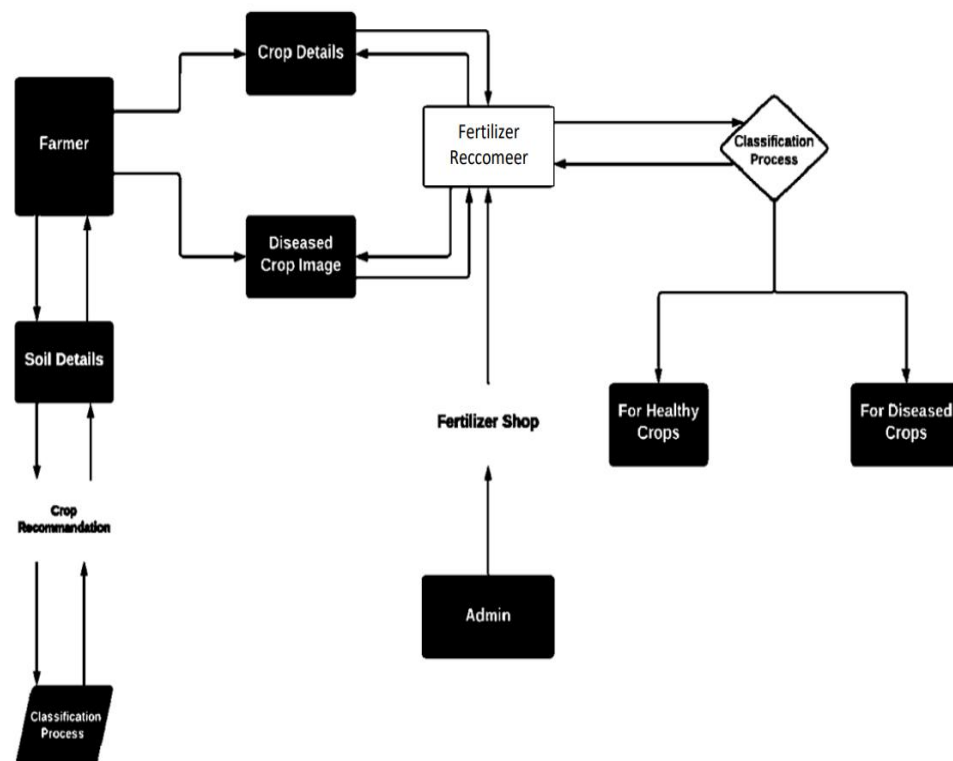 Crop Details
Farmer
Fertilizer
Reccomeer
Classification
Process
Diseased
Crop Image
Soil Details
For Healthy
Crops
For Diseased
Crops
Fertilizer Shop
Crop
Recommandation
Admin
Classification
Process